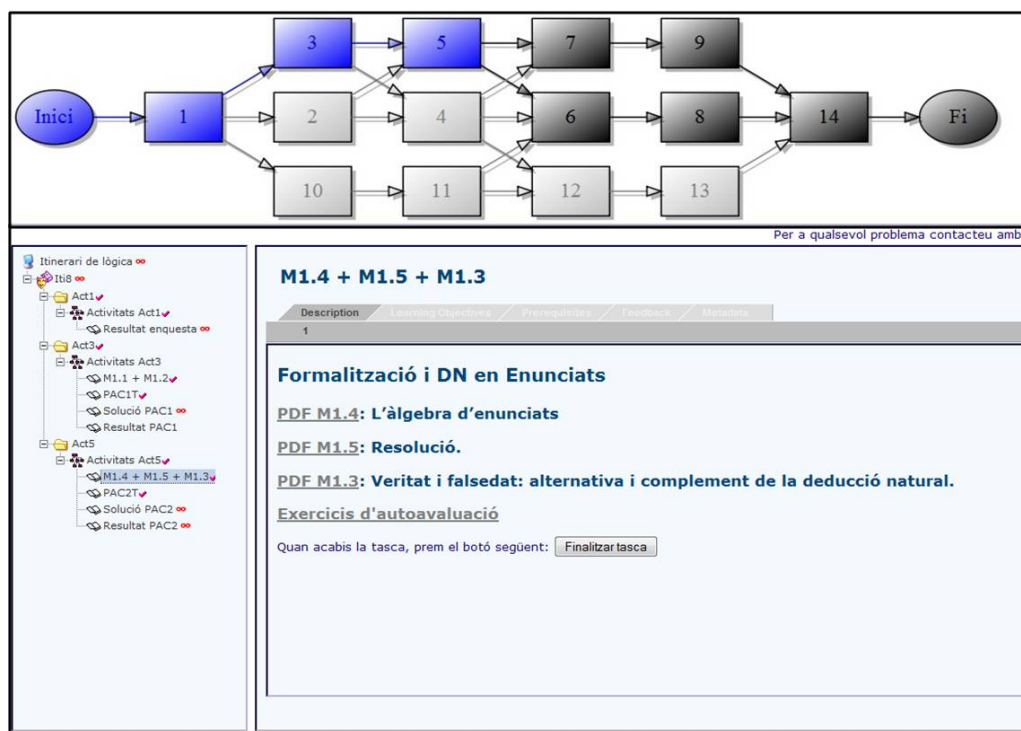 3 5 7 9
Inici 1 2 4 6 8 14 Fi
10 11 12 13
Per a qualsevol problema contacteu amb
Itinerari de lògica
Iti8
Act1
Activitats Act1
Resultat enquesta
Act3
Activitats Act3
M1.1 + M1.2
PAC1T
Solució PAC1
Resultat PAC1
Act5
Activitats Act5
M1.4 + M1.5 + M1.3
PAC2T
Solució PAC2
Resultat PAC2
M1.4 + M1.5 + M1.3
Description Learning Objectives Prerequisites Feedback Metadata
1
Formalització i DN en Enunciats
PDF M1.4: L’àlgebra d’enunciats
PDF M1.5: Resolució.
PDF M1.3: Veritat i falsedat: alternativa i complement de la deducció natural.
Exercicis d'autoavaluació
Quan acabis la tasca, prem el botó següent: Finalitzar tasca